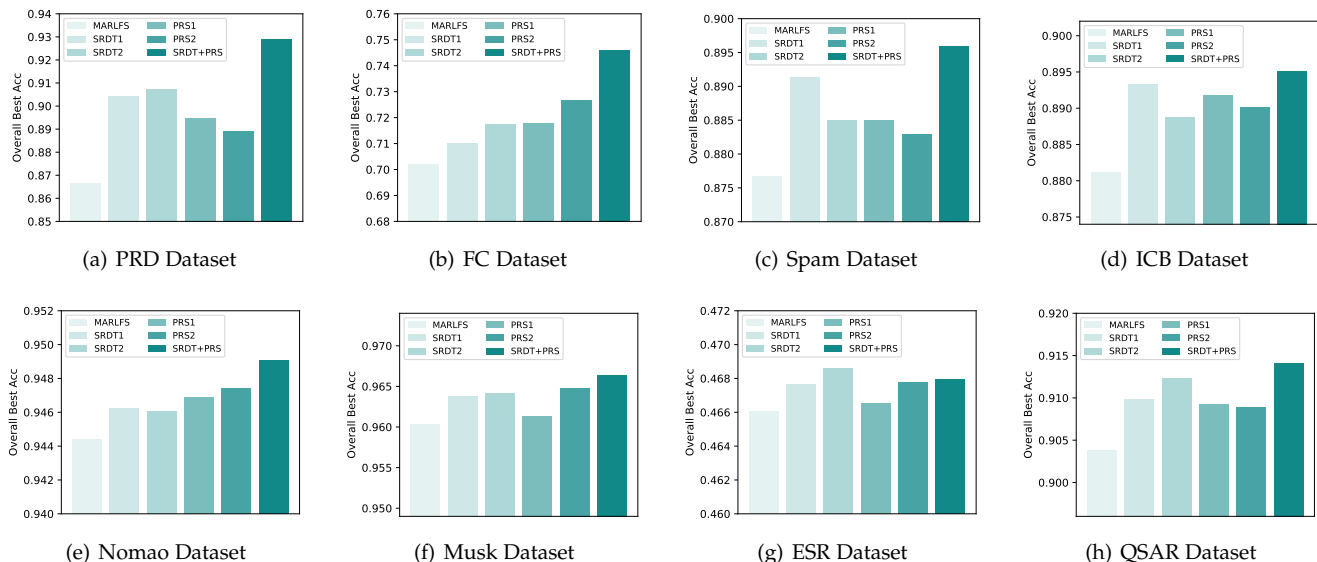 Overall Best Acc
0.94
0.93
0.92
0.91
0.90
0.89
0.88
0.87
0.86
0.85
MARLFS
SRDT1
SRDT2
PRS1
PRS2
SRDT+PRS
(a) PRD Dataset
Overall Best Acc
0.76
0.75
0.74
0.73
0.72
0.71
0.70
0.69
0.68
MARLFS
SRDT1
SRDT2
PRS1
PRS2
SRDT+PRS
(b) FC Dataset
Overall Best Acc
0.900
0.895
0.890
0.885
0.880
0.875
0.870
MARLFS
SRDT1
SRDT2
PRS1
PRS2
SRDT+PRS
(c) Spam Dataset
Overall Best Acc
0.900
0.895
0.890
0.885
0.880
0.875
MARLFS
SRDT1
SRDT2
PRS1
PRS2
SRDT+PRS
(d) ICB Dataset
Overall Best Acc
0.952
0.950
0.948
0.946
0.944
0.942
0.940
MARLFS
SRDT1
SRDT2
PRS1
PRS2
SRDT+PRS
(e) Nomao Dataset
Overall Best Acc
0.970
0.965
0.960
0.955
0.950
MARLFS
SRDT1
SRDT2
PRS1
PRS2
SRDT+PRS
(f) Musk Dataset
Overall Best Acc
0.472
0.470
0.468
0.466
0.464
0.462
0.460
MARLFS
SRDT1
SRDT2
PRS1
PRS2
SRDT+PRS
(g) ESR Dataset
Overall Best Acc
0.920
0.915
0.910
0.905
0.900
MARLFS
SRDT1
SRDT2
PRS1
PRS2
SRDT+PRS
(h) QSAR Dataset